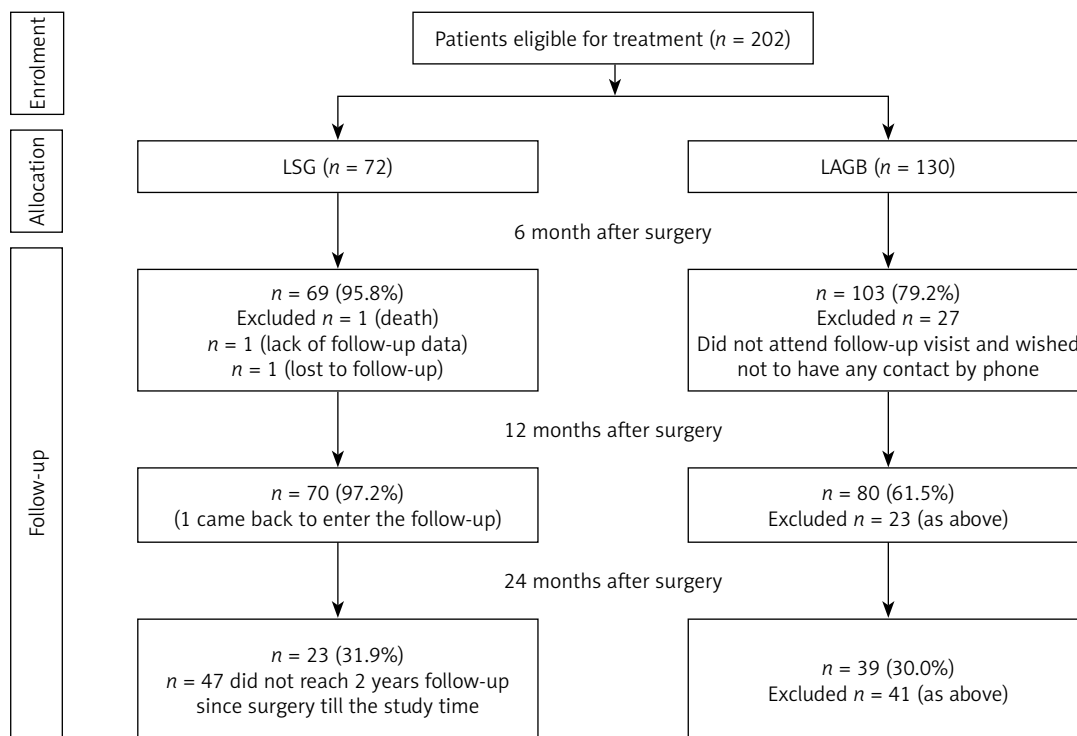 Enrolment
Patients eligible for treatment (n = 202)
Allocation
LSG (n = 72)
LAGB (n = 130)
Follow-up
6 month after surgery
n = 69 (95.8%)
Excluded n = 1 (death)
n = 1 (lack of follow-up data)
n = 1 (lost to follow-up)
n = 103 (79.2%)
Excluded n = 27
Did not attend follow-up visist and wished
not to have any contact by phone
12 months after surgery
n = 70 (97.2%)
(1 came back to enter the follow-up)
n = 80 (61.5%)
Excluded n = 23 (as above)
24 months after surgery
n = 23 (31.9%)
n = 47 did not reach 2 years follow-up
since surgery till the study time
n = 39 (30.0%)
Excluded n = 41 (as above)